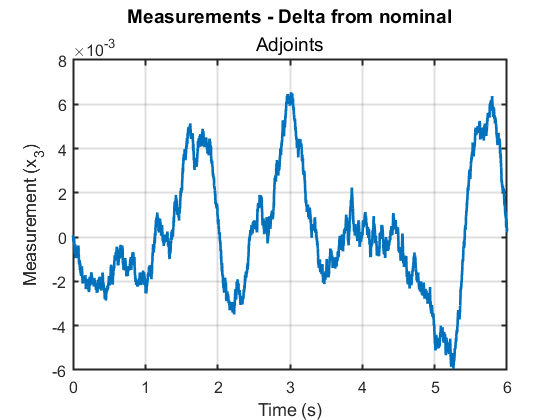 Measurements - Delta from nominal
Adjoints
×10⁻³
8
6
4
2
0
-2
-4
-6
Measurement (x₃)
0 1 2 3 4 5 6
Time (s)